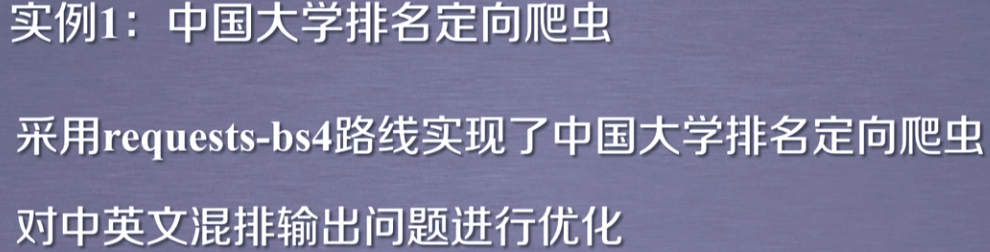 实例1：中国大学排名定向爬虫
采用requests-bs4路线实现了中国大学排名定向爬虫
对中英文混排输出问题进行优化